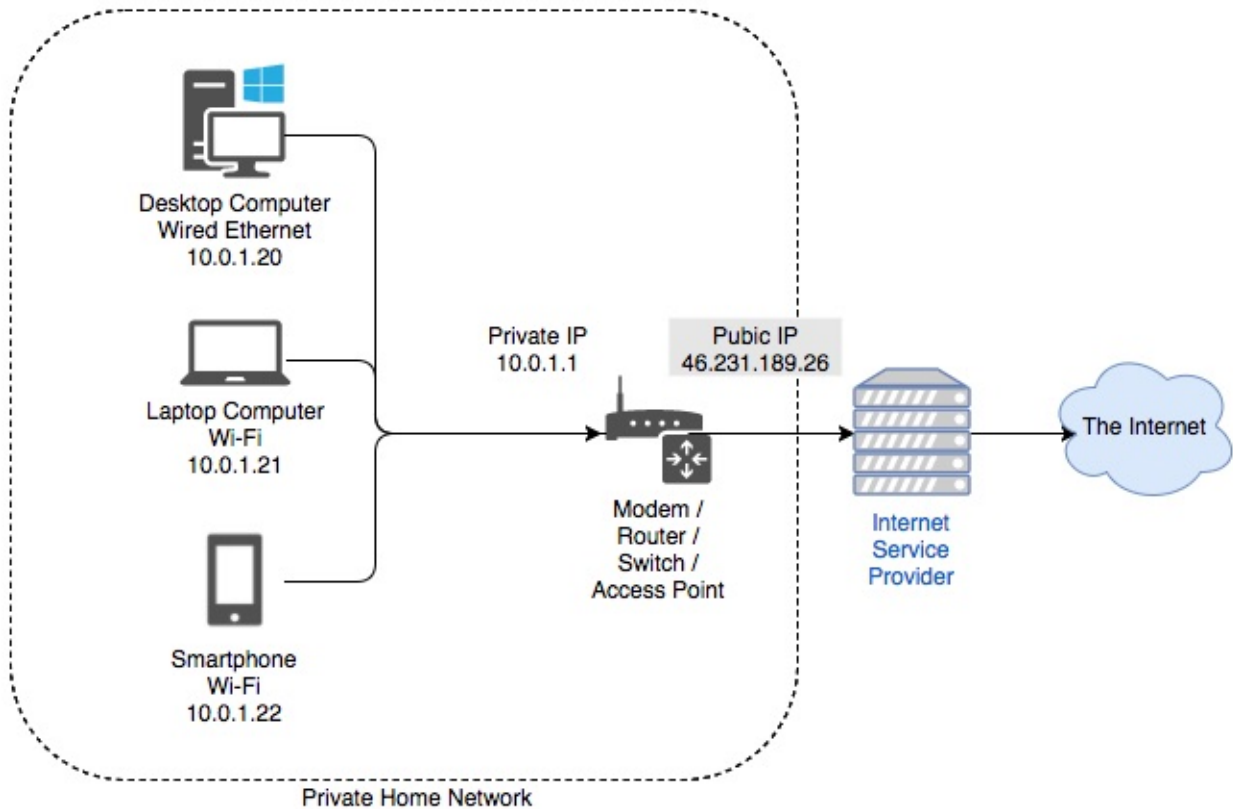 Desktop Computer
Wired Ethernet
10.0.1.20
Laptop Computer
Wi-Fi
10.0.1.21
Smartphone
Wi-Fi
10.0.1.22
Private IP
10.0.1.1
Pubic IP
46.231.189.26
Modem /
Router /
Switch /
Access Point
Internet
Service
Provider
The Internet
Private Home Network